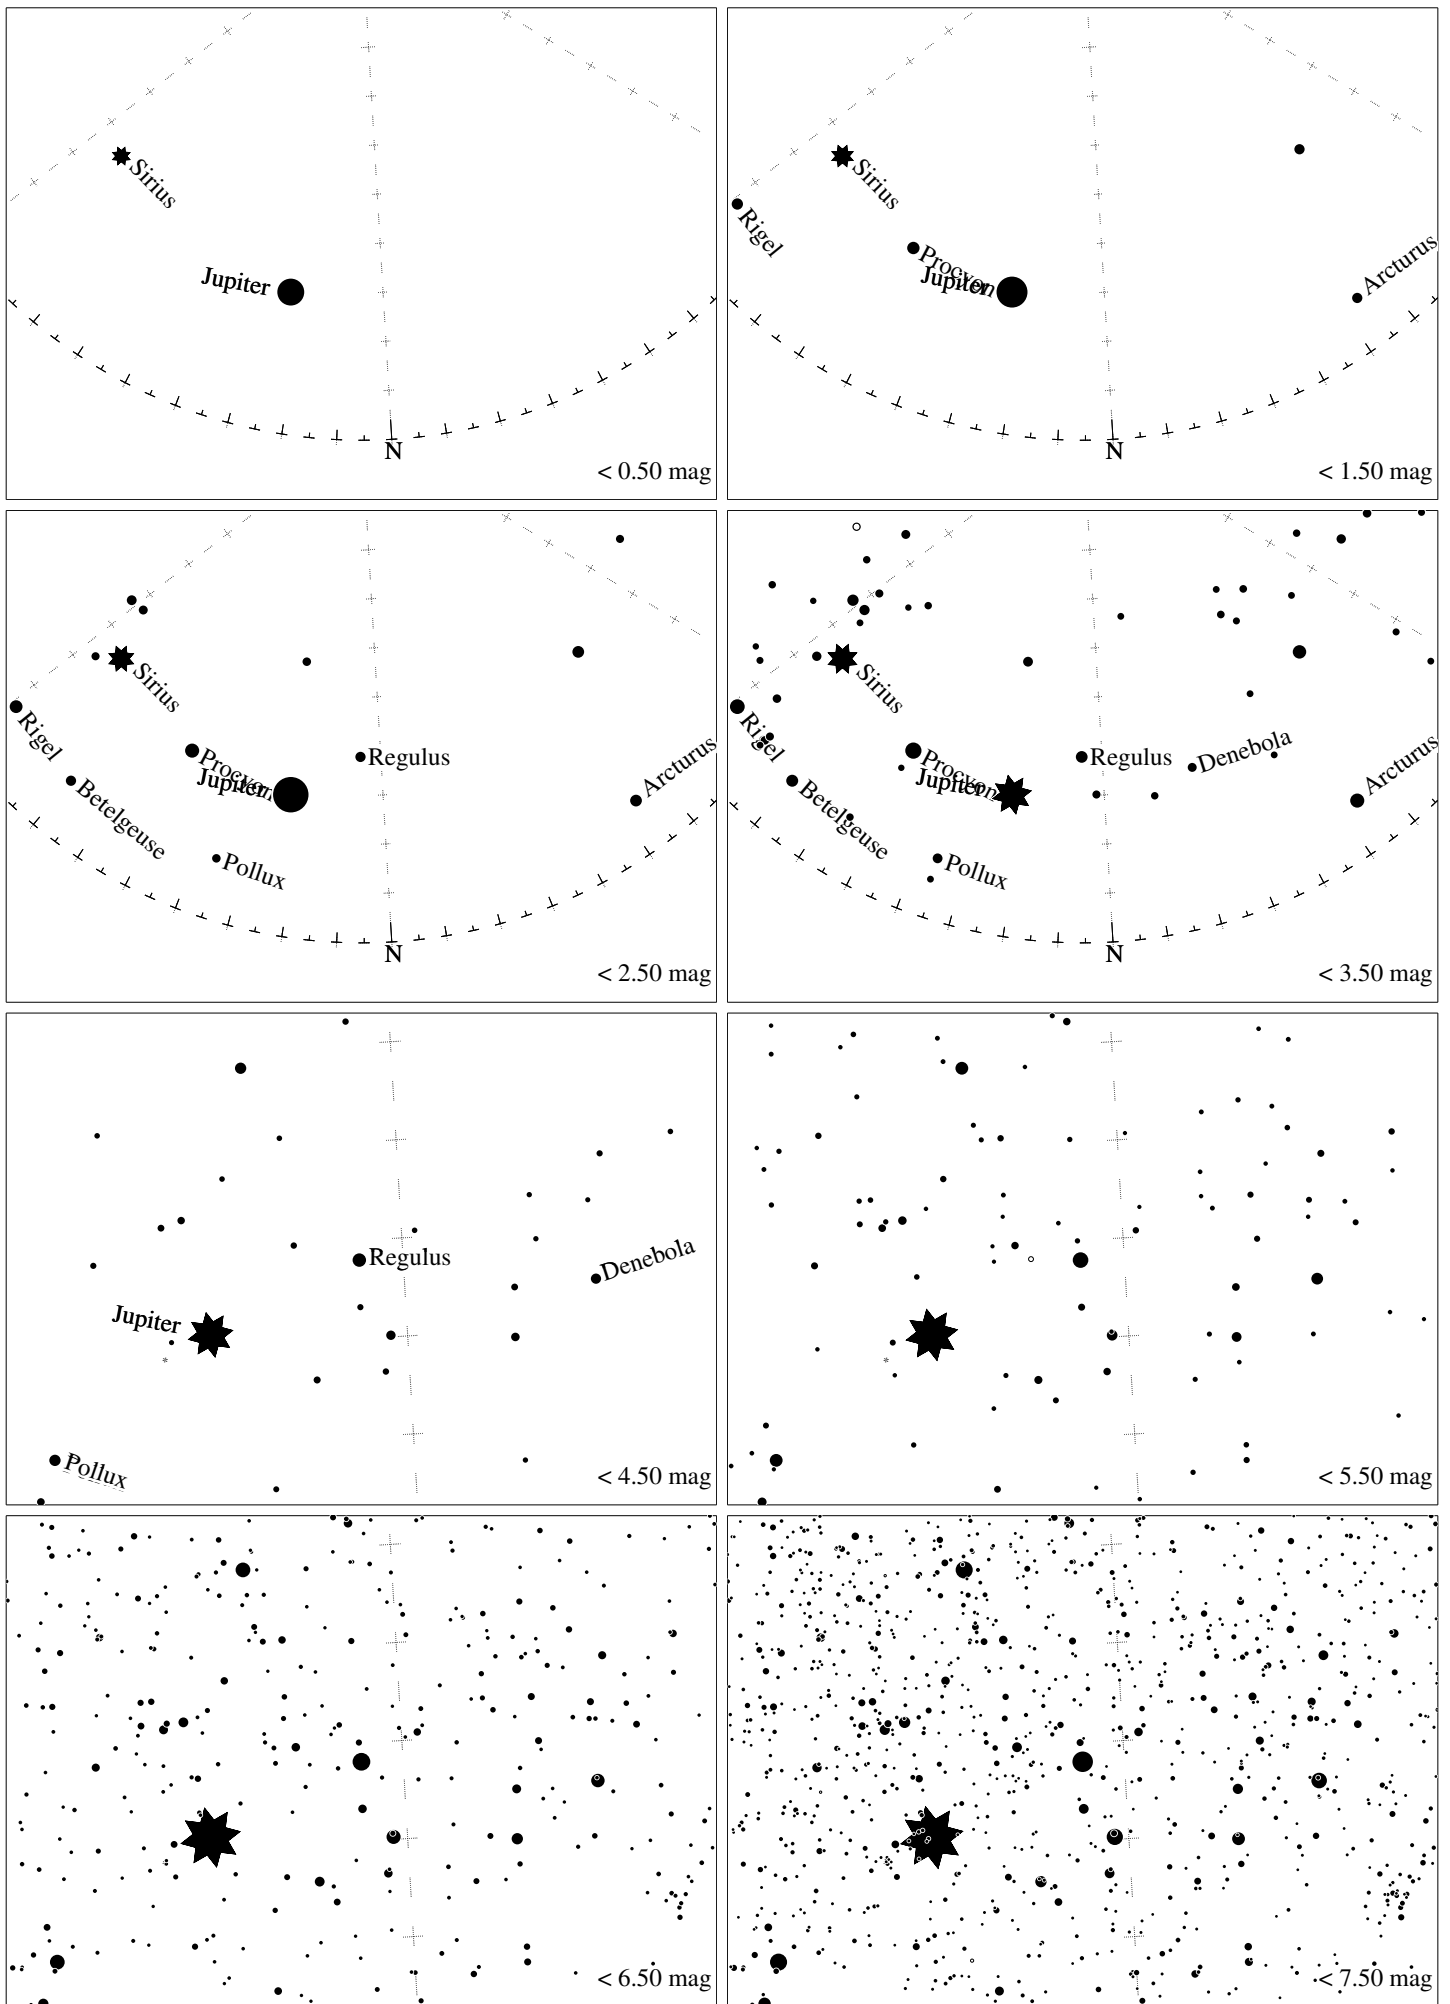 Sirius
Jupiter
N
< 0.50 mag
Sirius
Rigel
Procyon
Jupiter
Arcturus
N
< 1.50 mag
Sirius
Rigel
Procyon
Jupiter
Regulus
Arcturus
Betelgeuse
Pollux
N
< 2.50 mag
Sirius
Rigel
Procyon
Jupiter
Regulus
Denebola
Arcturus
Betelgeuse
Pollux
N
< 3.50 mag
Regulus
Denebola
Jupiter
Pollux
< 4.50 mag
< 5.50 mag
< 6.50 mag
< 7.50 mag